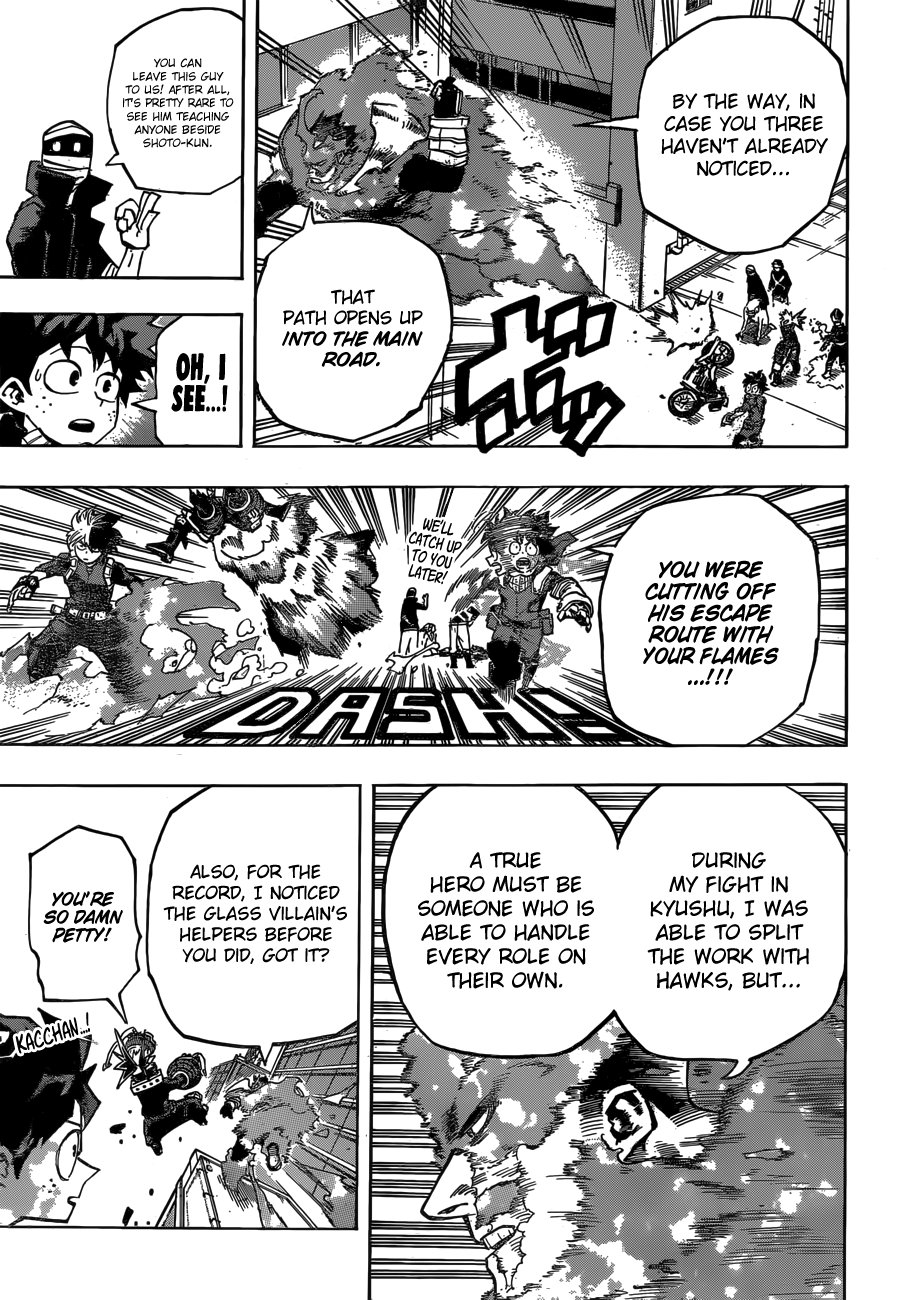 BY THE WAY, IN
CASE YOU THREE
HAVEN'T ALREADY
NOTICED...
THAT
PATH OPENS UP
INTO THE MAIN
ROAD.
ギュッ
YOU CAN
LEAVE THIS GUY
TO US! AFTER ALL,
IT'S PRETTY RARE TO
SEE HIM TEACHING
ANYONE BESIDE
SHOTO-KUN.
OH, I
SEE...!
YOU WERE
CUTTING OFF
HIS ESCAPE
ROUTE WITH
YOUR FLAMES
...!!!
WE'LL
CATCH UP
TO YOU
LATER!
DASH!
DURING
MY FIGHT IN
KYUSHU, I WAS
ABLE TO SPLIT
THE WORK WITH
HAWKS, BUT...
A TRUE
HERO MUST BE
SOMEONE WHO IS
ABLE TO HANDLE
EVERY ROLE ON
THEIR OWN.
ALSO, FOR THE
RECORD, I NOTICED
THE GLASS VILLAIN'S
HELPERS BEFORE
YOU DID, GOT IT?
YOU'RE
SO DAMN
PETTY!
KACCHAN...!